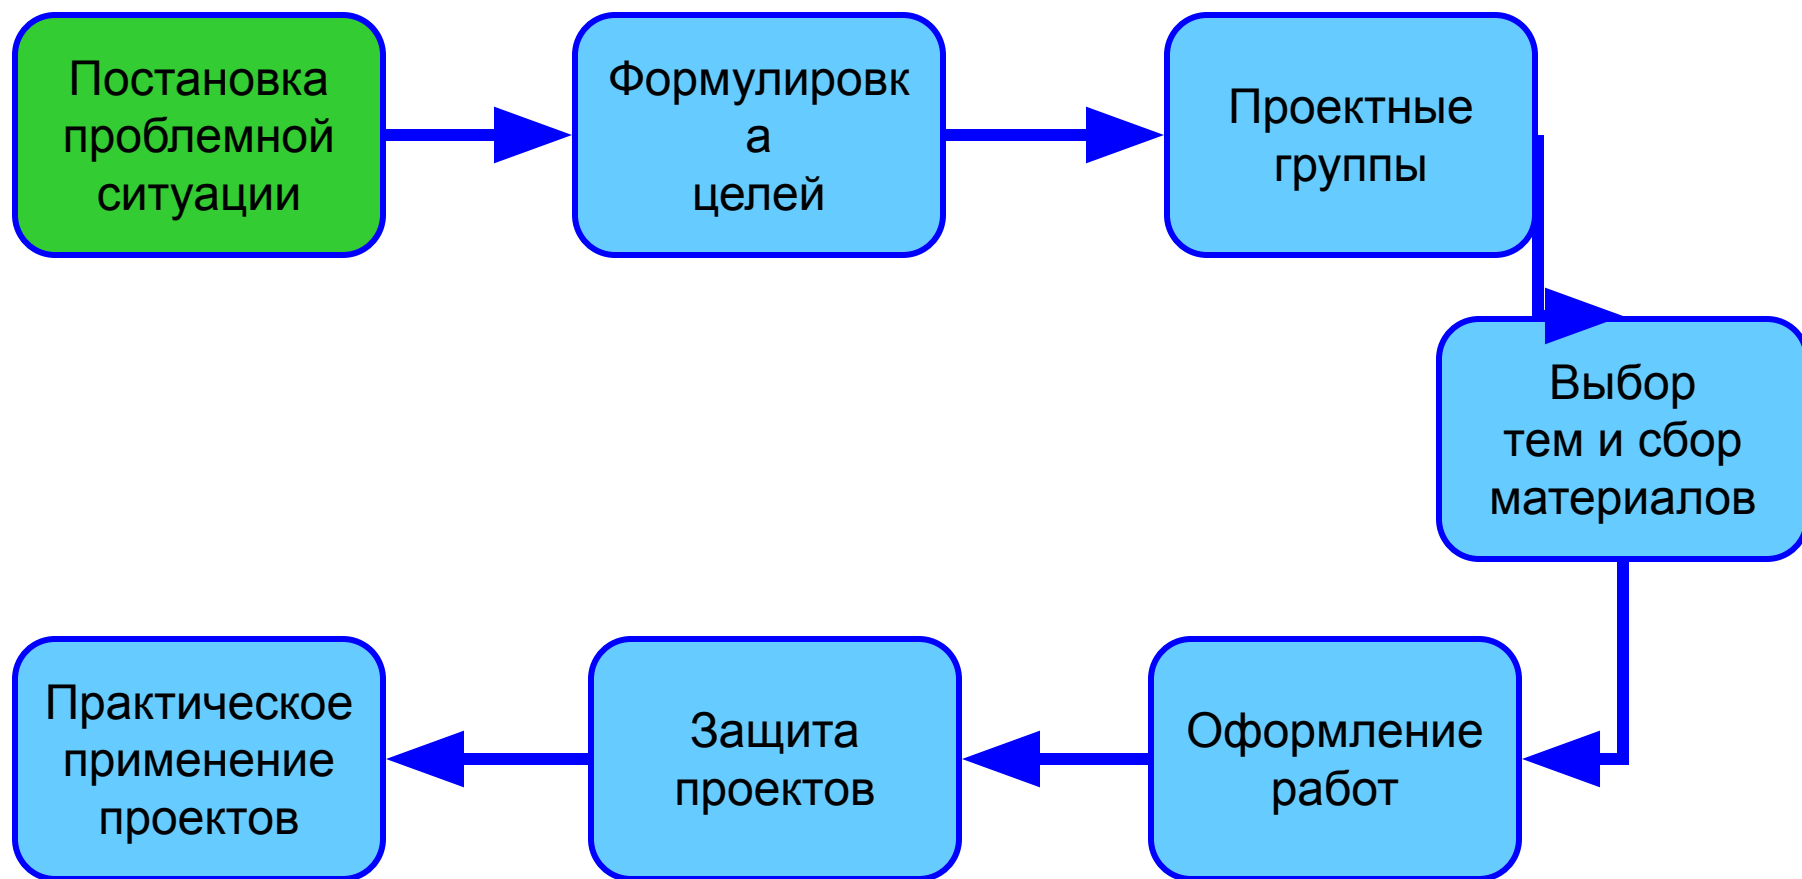 Постановка
проблемной
ситуации
Формулировк
а
целей
Проектные
группы
Выбор
тем и сбор
материалов
Оформление
работ
Защита
проектов
Практическое
применение
проектов